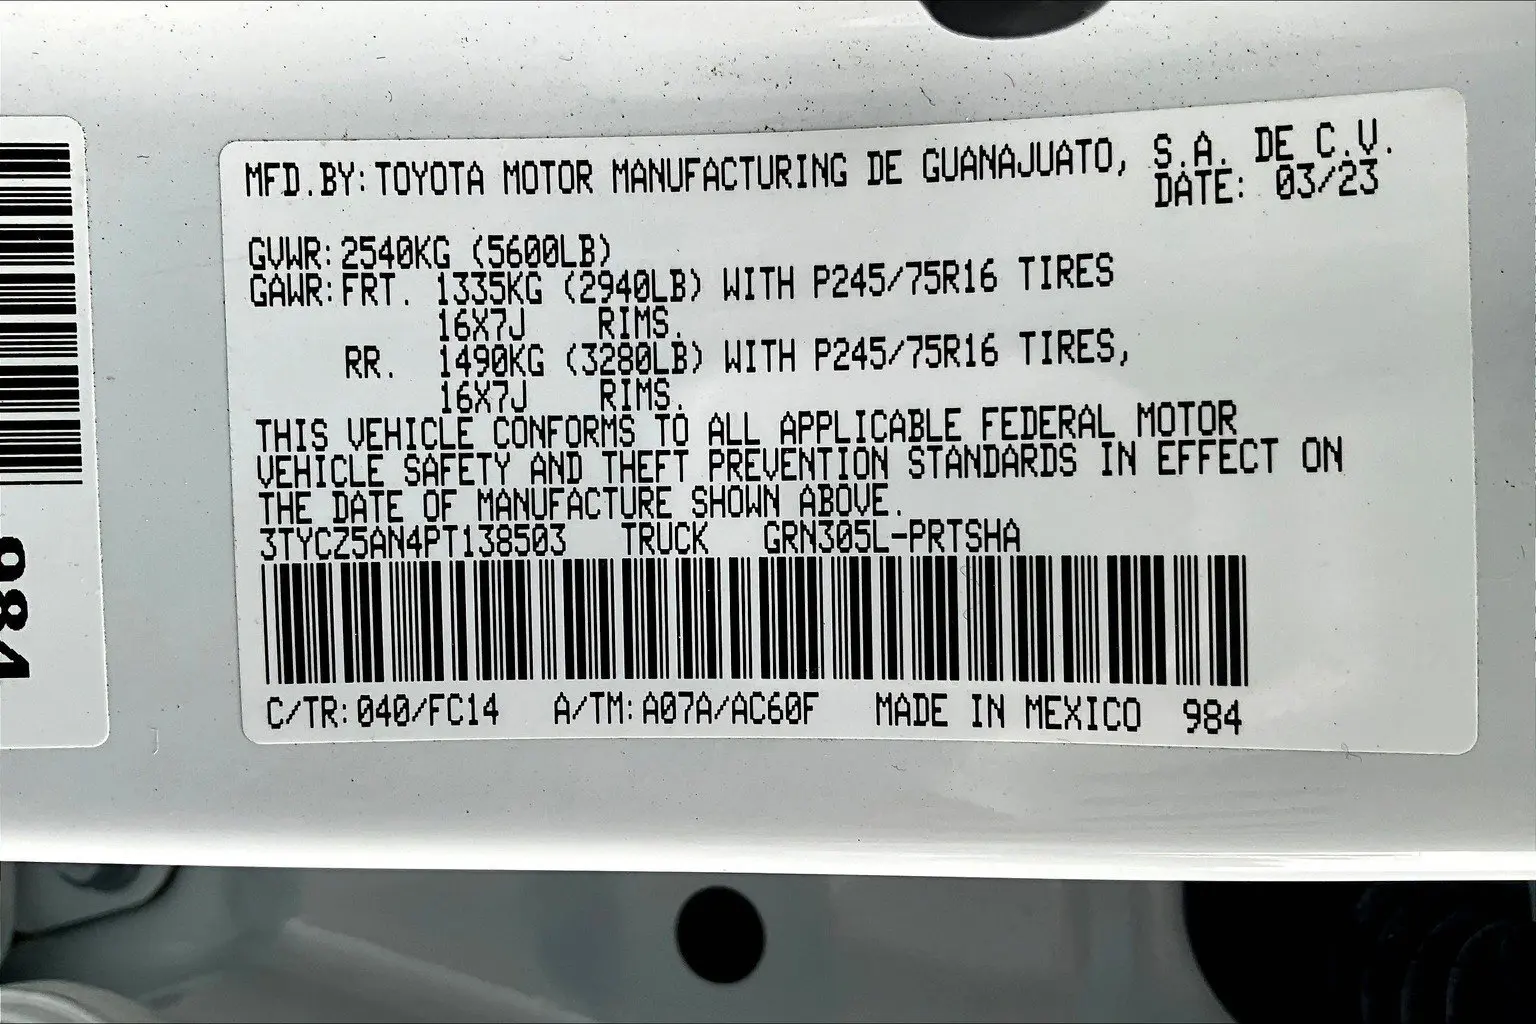 MFD.BY: TOYOTA MOTOR MANUFACTURING DE GUANAJUATO, S.A. DE C.V.
DATE: 03/23
GVWR: 2540KG (5600LB)
GAWR: FRT. 1335KG (2940LB) WITH P245/75R16 TIRES
16X7J RIMS.
RR. 1490KG (3280LB) WITH P245/75R16 TIRES,
16X7J RIMS.
THIS VEHICLE CONFORMS TO ALL APPLICABLE FEDERAL MOTOR
VEHICLE SAFETY AND THEFT PREVENTION STANDARDS IN EFFECT ON
THE DATE OF MANUFACTURE SHOWN ABOVE.
3TYCZ5AN4PT138503 TRUCK GRN305L-PRTSHA
C/TR: 040/FC14 A/TM: A07A/AC60F MADE IN MEXICO 984
984